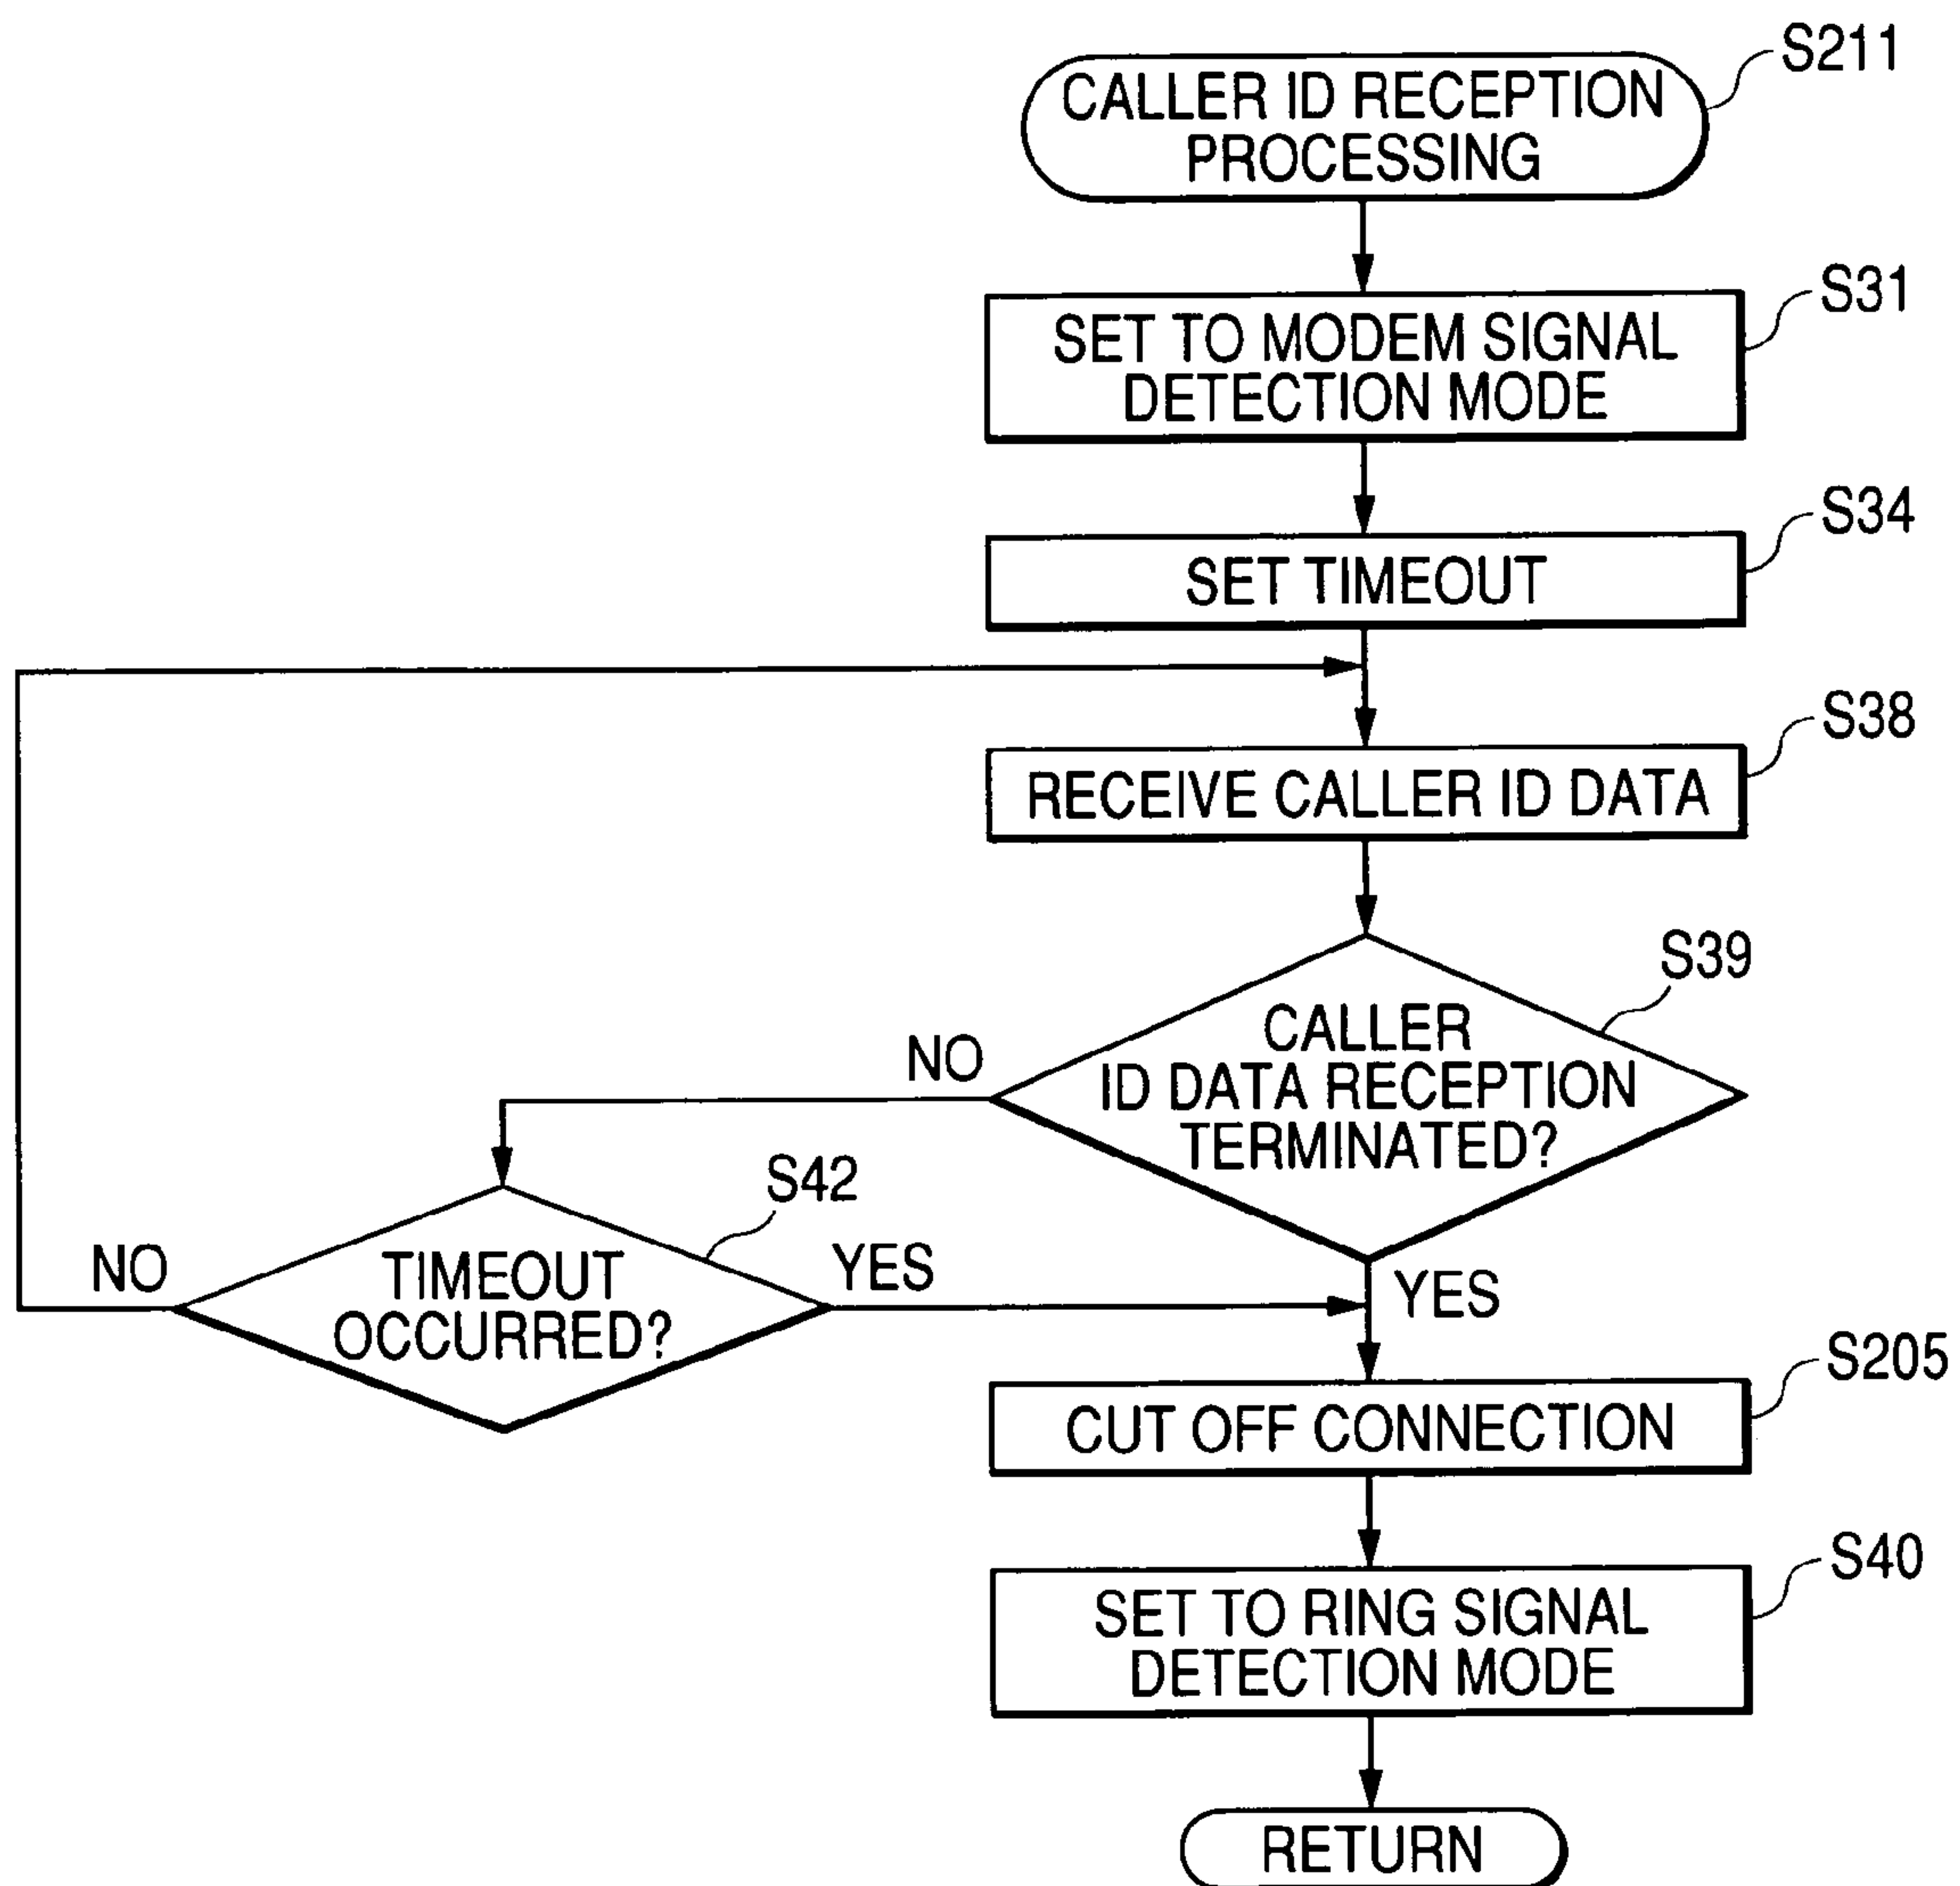 S211
CALLER ID RECEPTION
PROCESSING
S31
SET TO MODEM SIGNAL
DETECTION MODE
S34
SET TIMEOUT
S38
RECEIVE CALLER ID DATA
S39
CALLER
ID DATA RECEPTION
TERMINATED?
NO
S42
TIMEOUT
OCCURRED?
NO
YES
YES
S205
CUT OFF CONNECTION
S40
SET TO RING SIGNAL
DETECTION MODE
RETURN